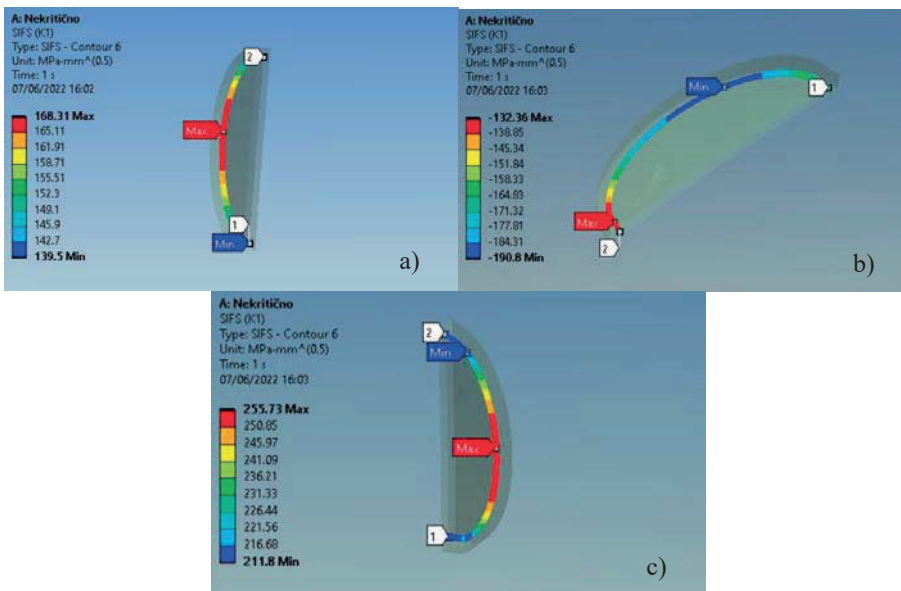 A: Nekritično
SIFS (K1)
Type: SIFS - Contour 6
Unit: MPa·mm^(0.5)
Time: 1 s
07/06/2022 16:02
168.31 Max
165.11
161.91
158.71
155.51
152.3
149.1
145.9
142.7
139.5 Min
2
Max
1
Min
a)
A: Nekritično
SIFS (K1)
Type: SIFS - Contour 6
Unit: MPa·mm^(0.5)
Time: 1 s
07/06/2022 16:03
-132.36 Max
-138.85
-145.34
-151.84
-158.33
-164.83
-171.32
-177.81
-184.31
-190.8 Min
Min
1
Max
2
b)
A: Nekritično
SIFS (K1)
Type: SIFS - Contour 6
Unit: MPa·mm^(0.5)
Time: 1 s
07/06/2022 16:03
255.73 Max
250.85
245.97
241.09
236.21
231.33
226.44
221.56
216.68
211.8 Min
2
Min
Max
1
c)